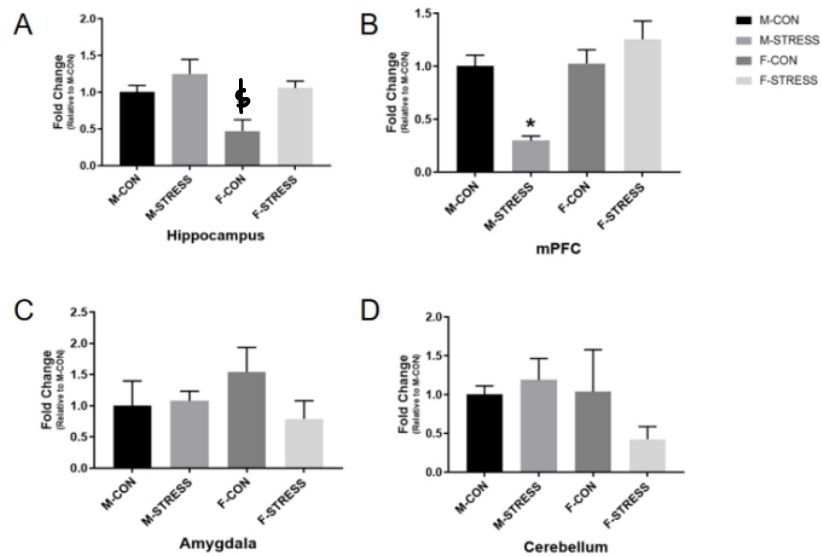 A
2.0
1.5
1.0
0.5
0.0
Fold Change
(Relative to M-CON)
$
M-CON
M-STRESS
F-CON
F-STRESS
Hippocampus
B
1.5
1.0
0.5
0.0
Fold Change
(Relative to M-CON)
*
M-CON
M-STRESS
F-CON
F-STRESS
mPFC
M-CON
M-STRESS
F-CON
F-STRESS
C
2.5
2.0
1.5
1.0
0.5
0.0
Fold Change
(Relative to M-CON)
M-CON
M-STRESS
F-CON
F-STRESS
Amygdala
D
2.0
1.5
1.0
0.5
0.0
Fold Change
(Relative to M-CON)
M-CON
M-STRESS
F-CON
F-STRESS
Cerebellum